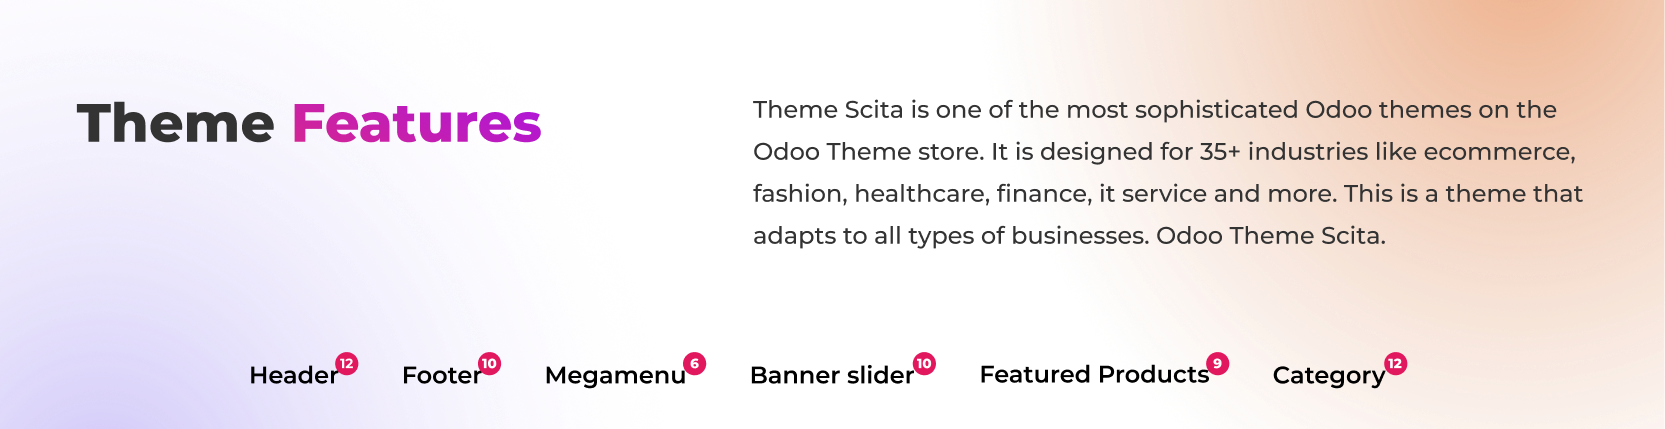 Theme Features
Theme Scita is one of the most sophisticated Odoo themes on the
Odoo Theme store. It is designed for 35+ industries like ecommerce,
fashion, healthcare, finance, it service and more. This is a theme that
adapts to all types of businesses. Odoo Theme Scita.
Header 12 Footer 10 Megamenu 6 Banner slider 10 Featured Products 9 Category 12